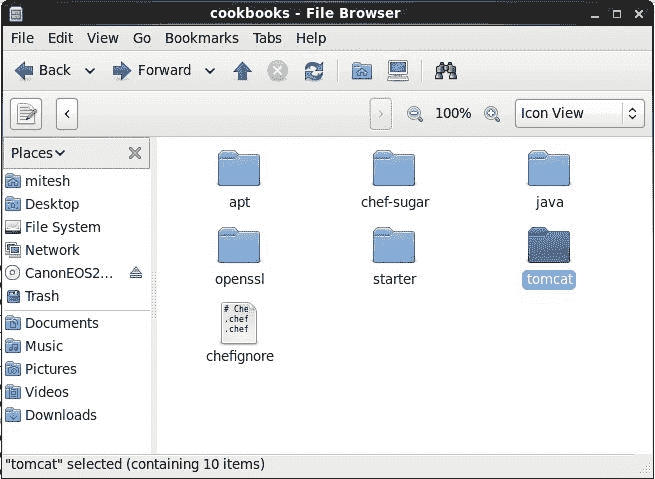 cookbooks - File Browser
File Edit View Go Bookmarks Tabs Help
Back Forward
100% Icon View
Places
mitesh
Desktop
File System
Network
CanonEOS2...
Trash
Documents
Music
Pictures
Videos
Downloads
apt chef-sugar java
openssl starter tomcat
# Che
.chef
.chef
chefignore
"tomcat" selected (containing 10 items)